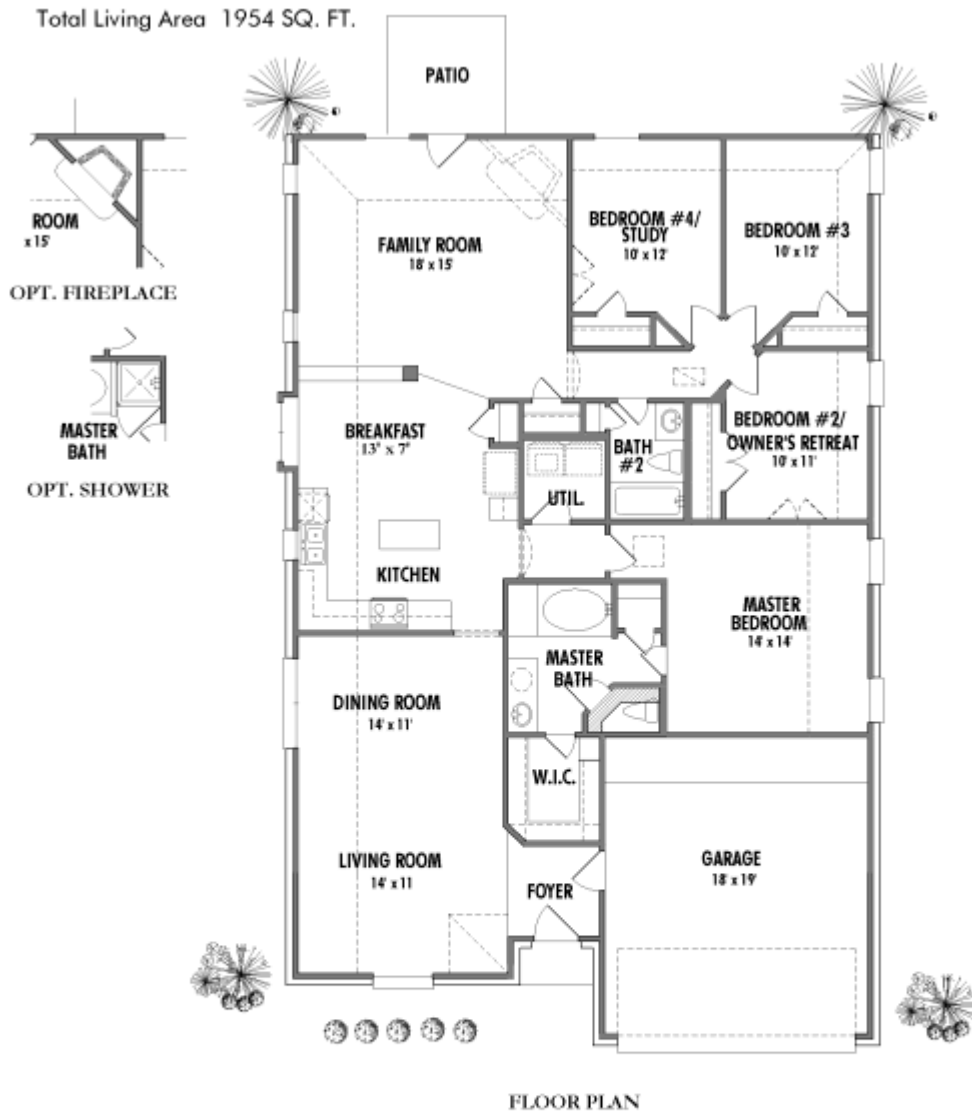 Total Living Area 1954 SQ. FT.
PATIO
ROOM
x 15'
OPT. FIREPLACE
FAMILY ROOM
18' x 15'
BEDROOM #4/
STUDY
10' x 12'
BEDROOM #3
10' x 12'
MASTER
BATH
OPT. SHOWER
BREAKFAST
13' x 7'
BATH
#2
BEDROOM #2/
OWNER'S RETREAT
10' x 11'
UTIL.
KITCHEN
MASTER
BEDROOM
14' x 14'
MASTER
BATH
DINING ROOM
14' x 11'
W.I.C.
LIVING ROOM
14' x 11
FOYER
GARAGE
18' x 19'
FLOOR PLAN